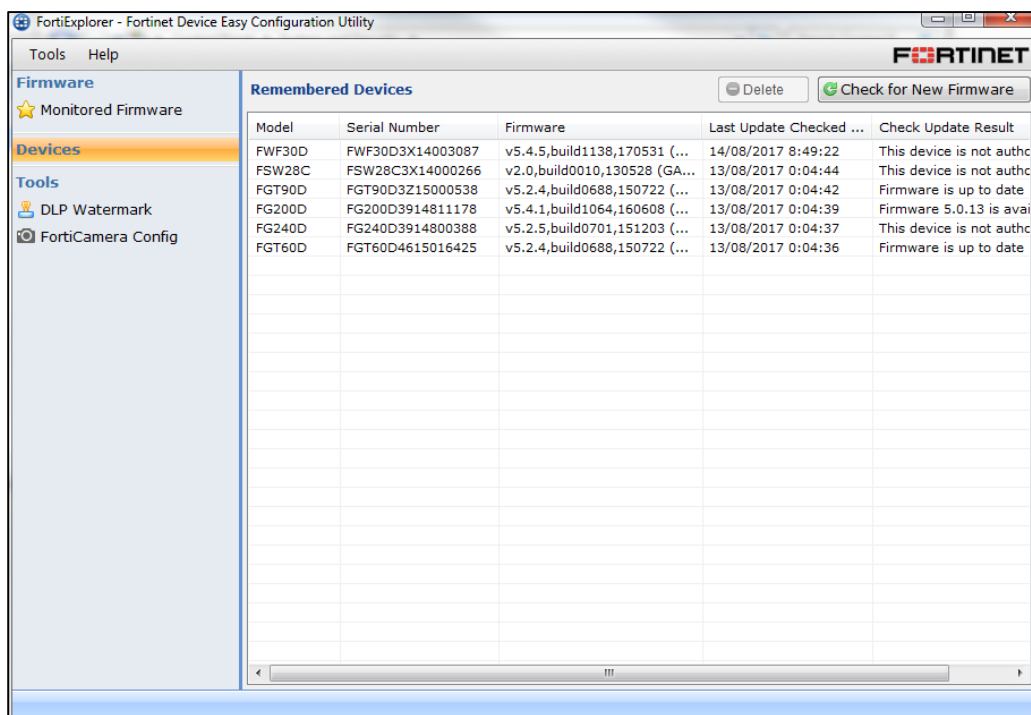 FortiExplorer - Fortinet Device Easy Configuration Utility
Tools Help
FORTINET
Firmware
Monitored Firmware
Devices
Tools
DLP Watermark
FortiCamera Config
Remembered Devices
Delete
Check for New Firmware
Model Serial Number Firmware Last Update Checked ... Check Update Result
FWF30D FWF30D3X14003087 v5.4.5,build1138,170531 (... 14/08/2017 8:49:22 This device is not autho
FSW28C FSW28C3X14000266 v2.0,build0010,130528 (GA... 13/08/2017 0:04:44 This device is not autho
FGT90D FGT90D3Z15000538 v5.2.4,build0688,150722 (... 13/08/2017 0:04:42 Firmware is up to date
FG200D FG200D3914811178 v5.4.1,build1064,160608 (... 13/08/2017 0:04:39 Firmware 5.0.13 is avai
FG240D FG240D3914800388 v5.2.5,build0701,151203 (... 13/08/2017 0:04:37 This device is not autho
FGT60D FGT60D4615016425 v5.2.4,build0688,150722 (... 13/08/2017 0:04:36 Firmware is up to date